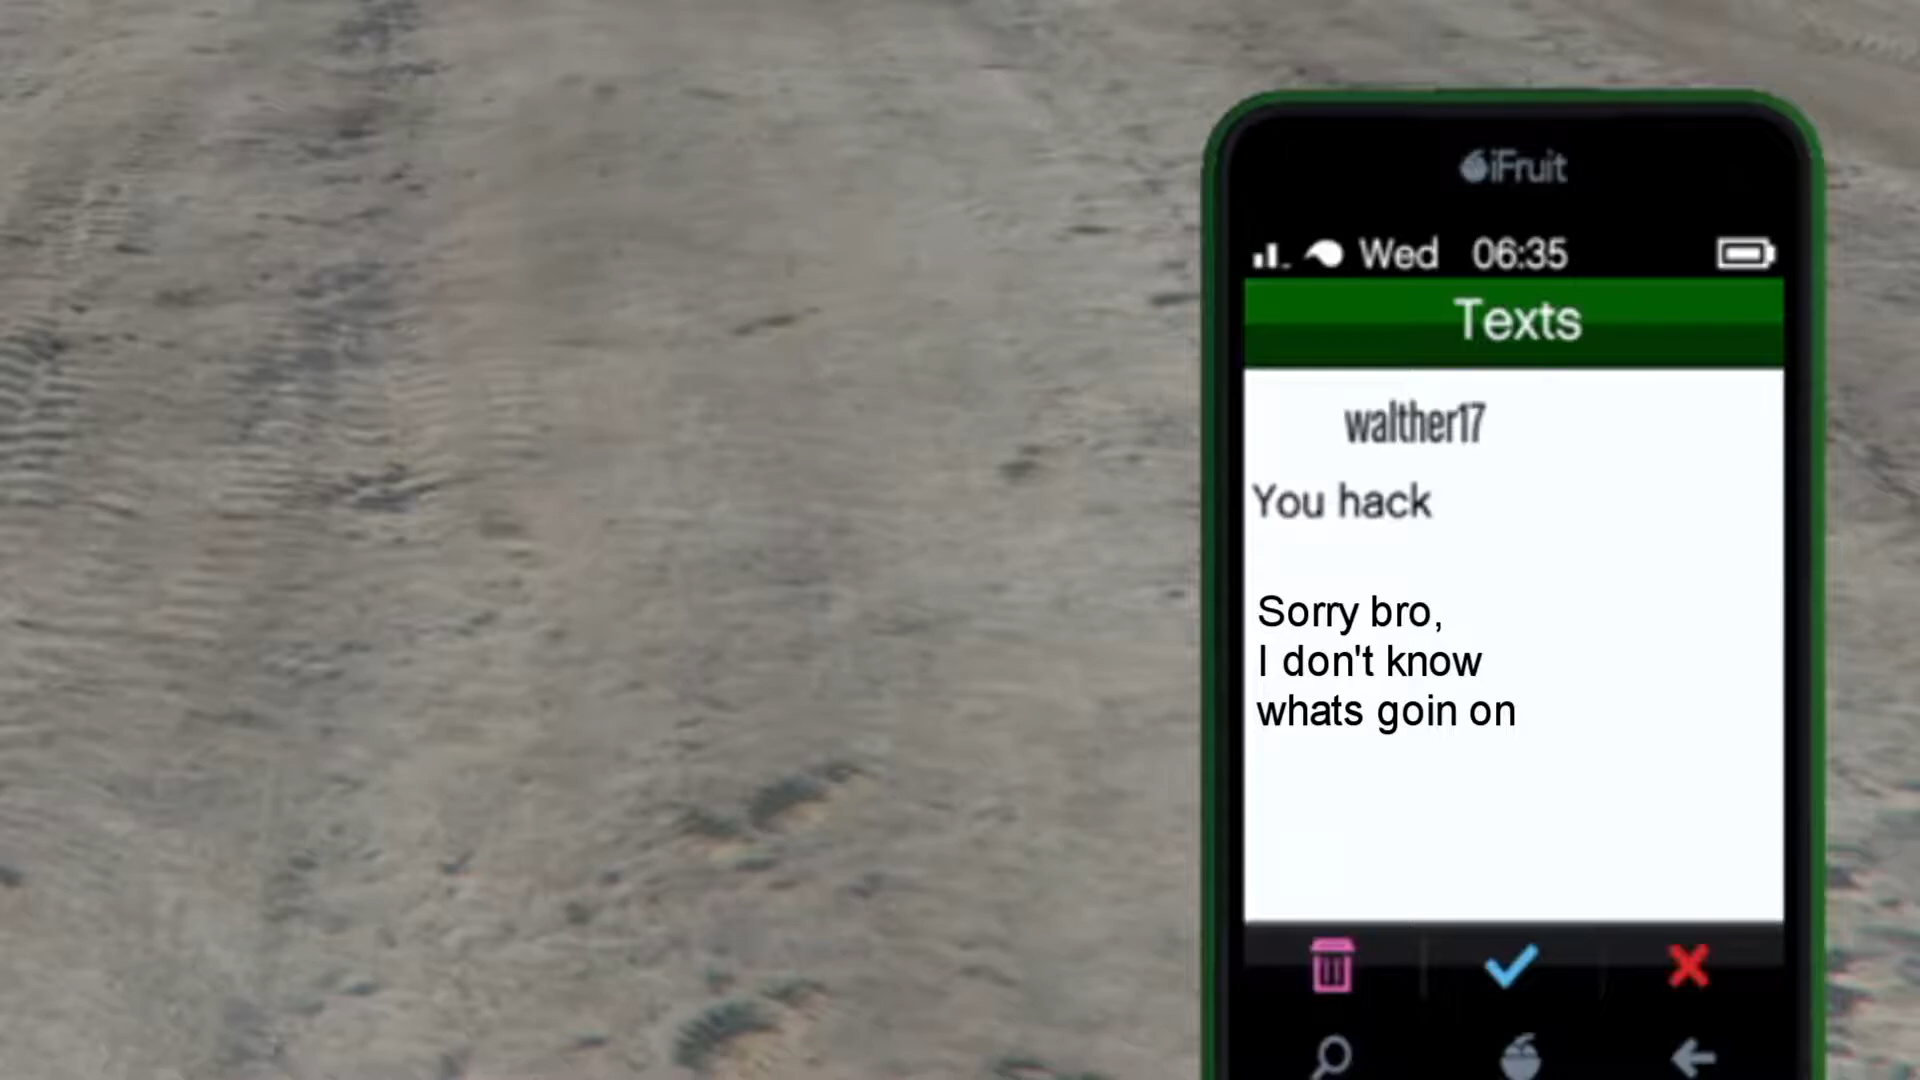 iFruit
Wed 06:35
Texts
walther17
You hack
Sorry bro,
I don't know
whats goin on